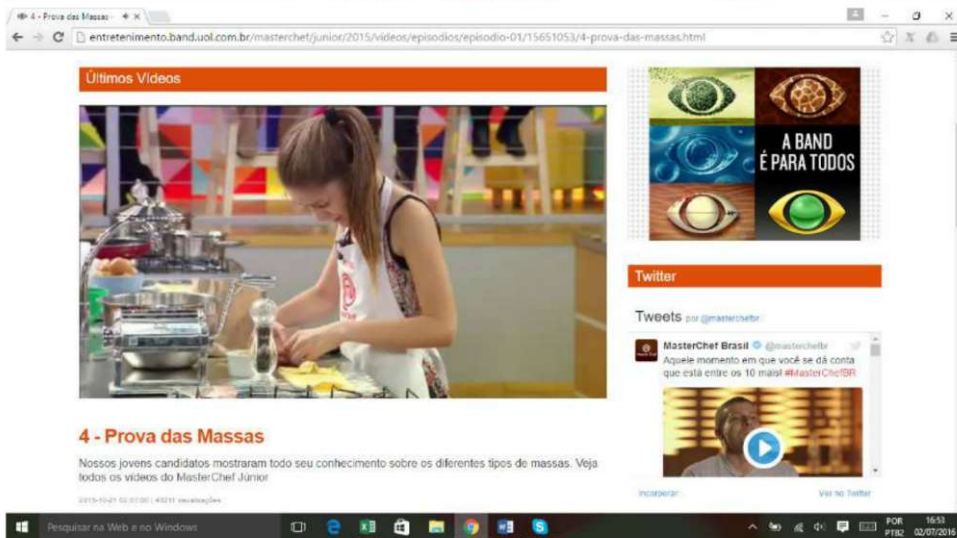 4 - Prova das Massas -
entretenimento.band.uol.com.br/masterchef/junior/2015/videos/episodios/episodio-01/15651053/4-prova-das-massas.html
Últimos Vídeos
A BAND
É PARA TODOS
Twitter
Tweets por @masterchefbr
MasterChef Brasil @masterchefbr
Aquele momento em que você se dá conta
que está entre os 10 mais! #MasterChefBR
4 - Prova das Massas
Nossos jovens candidatos mostraram todo seu conhecimento sobre os diferentes tipos de massas. Veja
todos os vídeos do MasterChef Júnior
Incorporar
Ver no Twitter
Pesquisar na Web e no Windows
POR 16:53
PTB2 02/07/2016